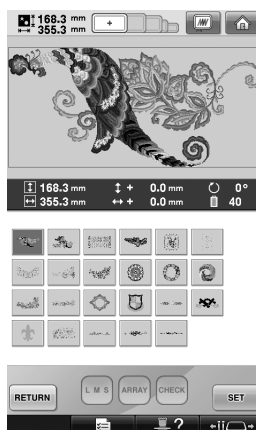 168.3 mm
355.3 mm
168.3 mm + 0.0 mm 0°
355.3 mm + 0.0 mm 40
RETURN L M S ARRAY CHECK SET
?